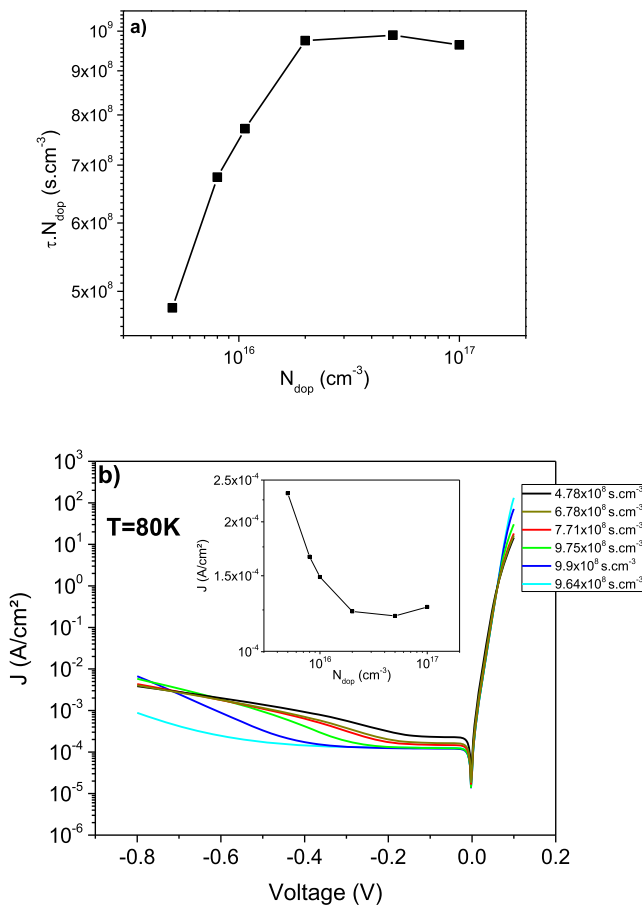 a)
10⁹
9x10⁸
8x10⁸
7x10⁸
6x10⁸
5x10⁸
τ.N_dop (s.cm⁻³)
10¹⁶ 10¹⁷
N_dop (cm⁻³)
b)
T=80K
10³
10²
10¹
10⁰
10⁻¹
10⁻²
10⁻³
10⁻⁴
10⁻⁵
10⁻⁶
J (A/cm²)
2.5x10⁻⁴
2x10⁻⁴
1.5x10⁻⁴
10⁻⁴
J (A/cm²)
10¹⁶ 10¹⁷
N_dop (cm⁻³)
4.78x10⁸ s.cm⁻³
6.78x10⁸ s.cm⁻³
7.71x10⁸ s.cm⁻³
9.75x10⁸ s.cm⁻³
9.9x10⁸ s.cm⁻³
9.64x10⁸ s.cm⁻³
-0.8 -0.6 -0.4 -0.2 0.0 0.2
Voltage (V)